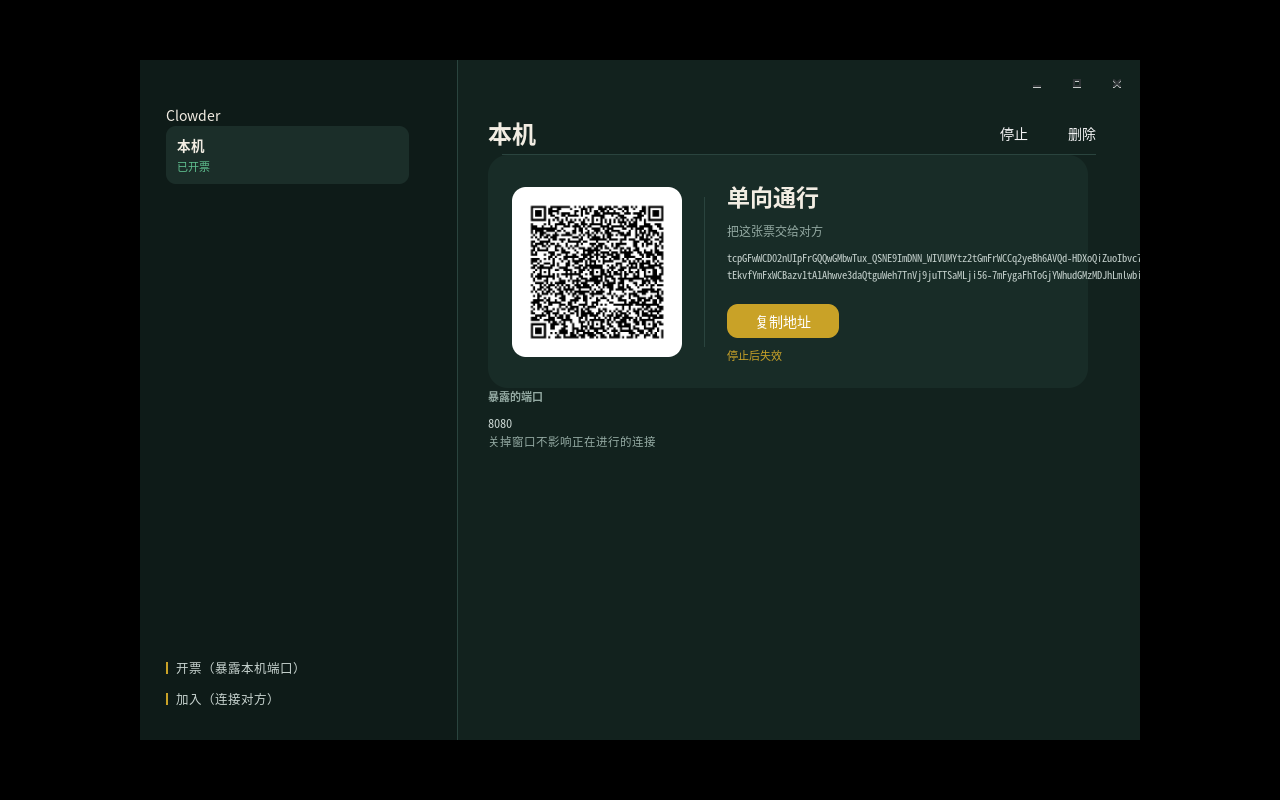 Clowder
本机
已开票
开票（暴露本机端口）
加入（连接对方）
本机
停止
删除
单向通行
把这张票交给对方
tcpGFwWCDO2nUIpFrGQQwGMbwTux_QSNE9ImDNN_WIVUMYtz2tGmFrWCCq2yeBh6AVQd-HDXoQiZuoIbvc7
tEkvfYmFxWCBazv1tA1Ahwve3daQtguWeh7TnVj9juTTSaMLji56-7mFygaFhToGjYWhudGMzMDJhLmlwbi
复制地址
停止后失效
暴露的端口
8080
关掉窗口不影响正在进行的连接